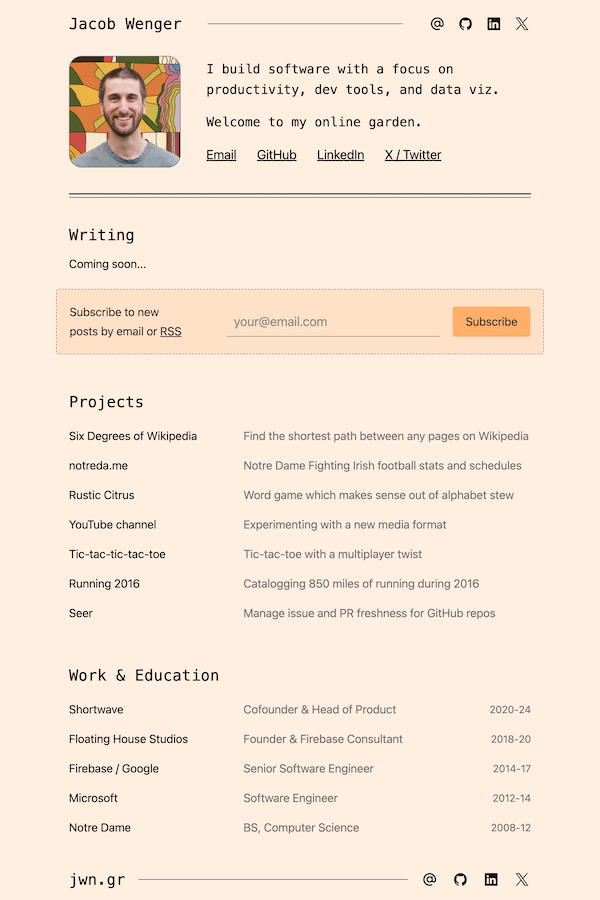 Jacob Wenger
I build software with a focus on
productivity, dev tools, and data viz.
Welcome to my online garden.
Email GitHub LinkedIn X / Twitter
Writing
Coming soon...
Subscribe to new
posts by email or RSS
your@email.com
Subscribe
Projects
Six Degrees of Wikipedia Find the shortest path between any pages on Wikipedia
notreda.me Notre Dame Fighting Irish football stats and schedules
Rustic Citrus Word game which makes sense out of alphabet stew
YouTube channel Experimenting with a new media format
Tic-tac-tic-tac-toe Tic-tac-toe with a multiplayer twist
Running 2016 Catalogging 850 miles of running during 2016
Seer Manage issue and PR freshness for GitHub repos
Work & Education
Shortwave Cofounder & Head of Product 2020-24
Floating House Studios Founder & Firebase Consultant 2018-20
Firebase / Google Senior Software Engineer 2014-17
Microsoft Software Engineer 2012-14
Notre Dame BS, Computer Science 2008-12
jwn.gr